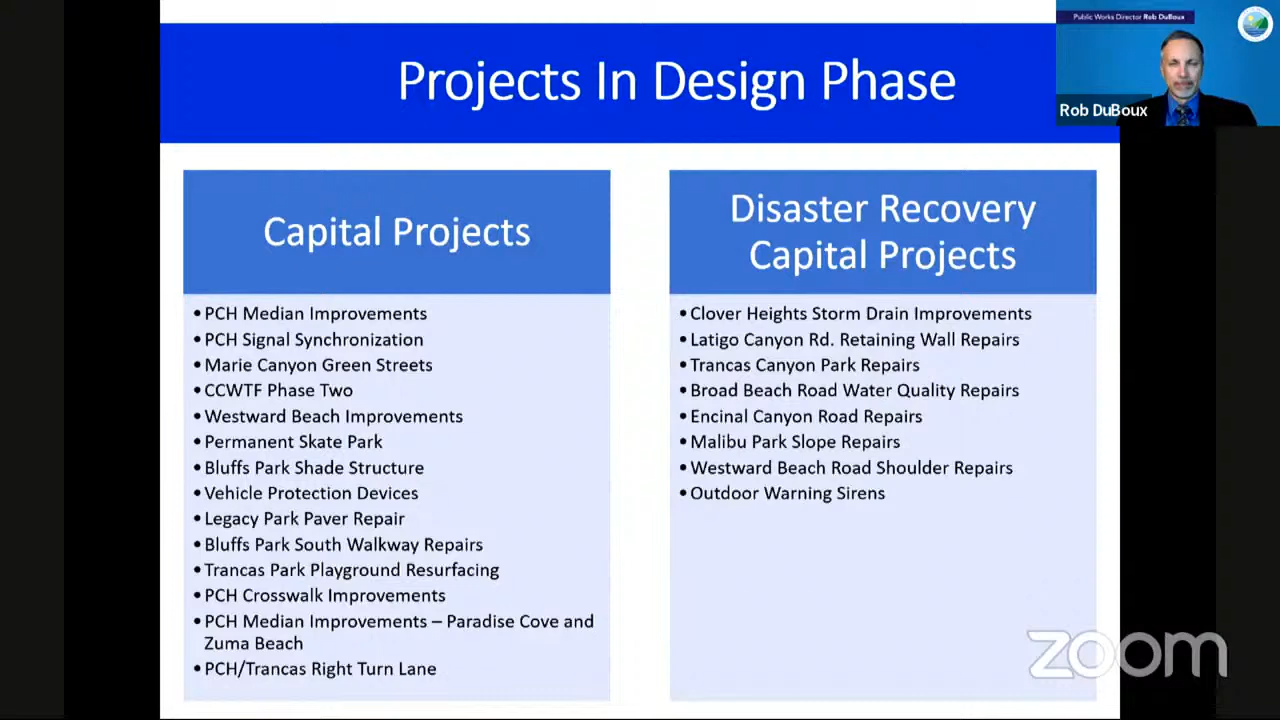 Public Works Director Rob DuBoux
Rob DuBoux
Projects In Design Phase
Capital Projects
• PCH Median Improvements
• PCH Signal Synchronization
• Marie Canyon Green Streets
• CCWTF Phase Two
• Westward Beach Improvements
• Permanent Skate Park
• Bluffs Park Shade Structure
• Vehicle Protection Devices
• Legacy Park Paver Repair
• Bluffs Park South Walkway Repairs
• Trancas Park Playground Resurfacing
• PCH Crosswalk Improvements
• PCH Median Improvements – Paradise Cove and
Zuma Beach
• PCH/Trancas Right Turn Lane
Disaster Recovery
Capital Projects
• Clover Heights Storm Drain Improvements
• Latigo Canyon Rd. Retaining Wall Repairs
• Trancas Canyon Park Repairs
• Broad Beach Road Water Quality Repairs
• Encinal Canyon Road Repairs
• Malibu Park Slope Repairs
• Westward Beach Road Shoulder Repairs
• Outdoor Warning Sirens
zoom